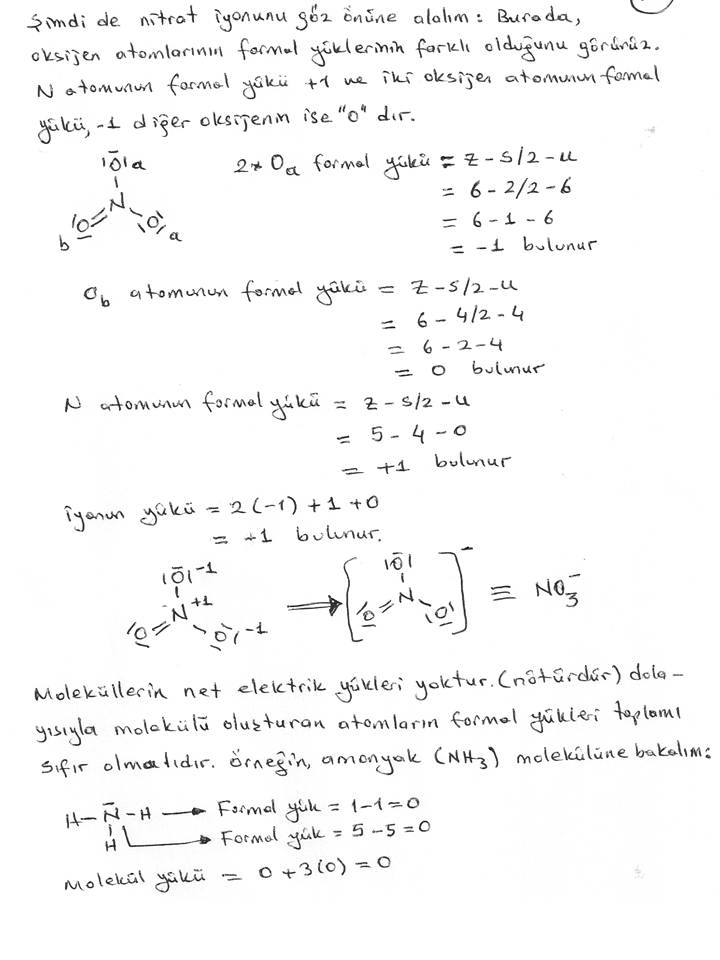 Şimdi de nitrat iyonunu göz önüne alalım: Burada,
oksijen atomlarının formal yüklerinin farklı olduğunu görürüz.
N atomunun formal yükü +1 ve iki oksijen atomunun formal
yükü, -1 diğer oksijenin ise "0" dır.
|O|a
N
O b
O a
2* Oa formal yükü = Z - S/2 - U
= 6 - 2/2 - 6
= 6 - 1 - 6
= -1 bulunur
Ob atomunun formal yükü = Z - S/2 - U
= 6 - 4/2 - 4
= 6 - 2 - 4
= 0 bulunur
N atomunun formal yükü = Z - S/2 - U
= 5 - 4 - 0
= +1 bulunur
İyonun yükü = 2(-1) + 1 + 0
= -1 bulunur.
|O|-1
N+1
O O-1
[|O| N O O]- ≡ NO3-
Moleküllerin net elektrik yükleri yoktur. (nötürdür) dola-
yısıyla molekülü oluşturan atomların formal yükleri toplamı
sıfır olmalıdır. Örneğin, amonyak (NH3) molekülüne bakalım:
H-N-H → Formal yük = 1-1=0
H → Formal yük = 5-5=0
Molekül yükü = 0 + 3(0) = 0